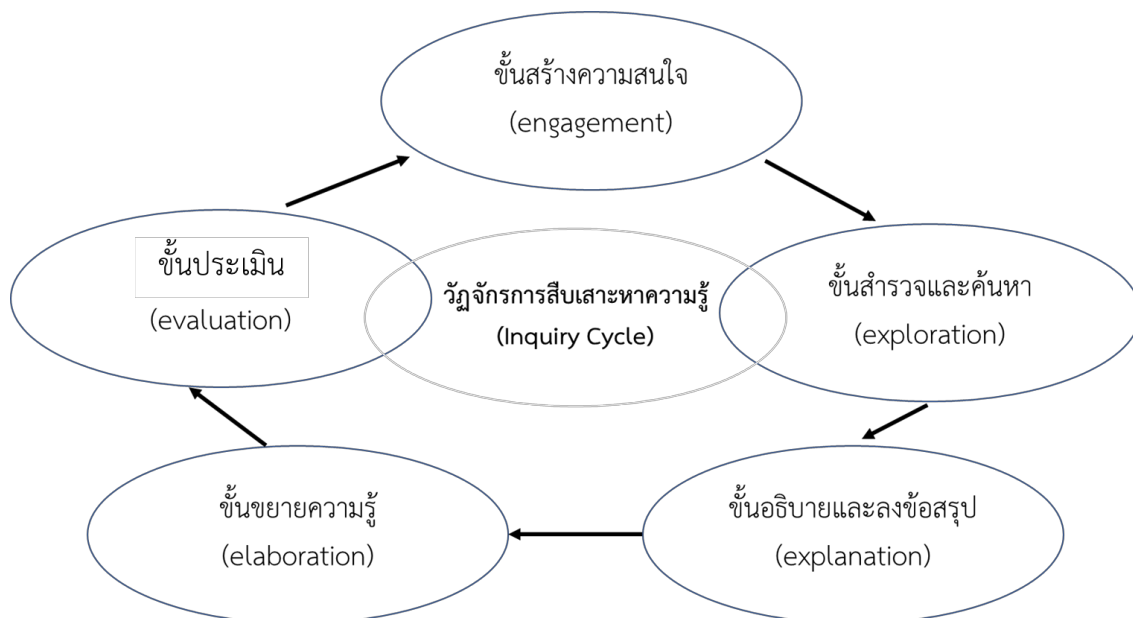 ขั้นสร้างความสนใจ
(engagement)
ขั้นประเมิน
(evaluation)
วัฏจักรการสืบเสาะหาความรู้
(Inquiry Cycle)
ขั้นสำรวจและค้นหา
(exploration)
ขั้นขยายความรู้
(elaboration)
ขั้นอธิบายและลงข้อสรุป
(explanation)